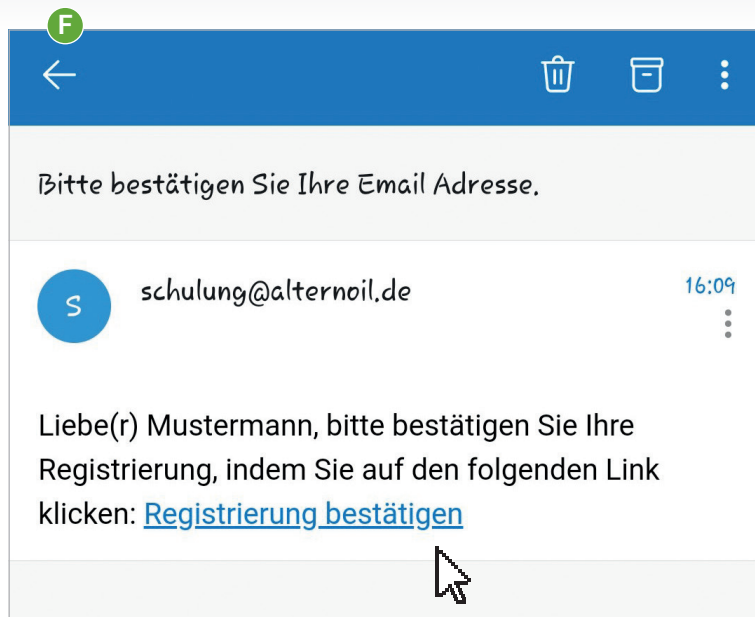 F
Bitte bestätigen Sie Ihre Email Adresse.
S
schulung@alternoil.de
16:09
Liebe(r) Mustermann, bitte bestätigen Sie Ihre
Registrierung, indem Sie auf den folgenden Link
klicken: Registrierung bestätigen